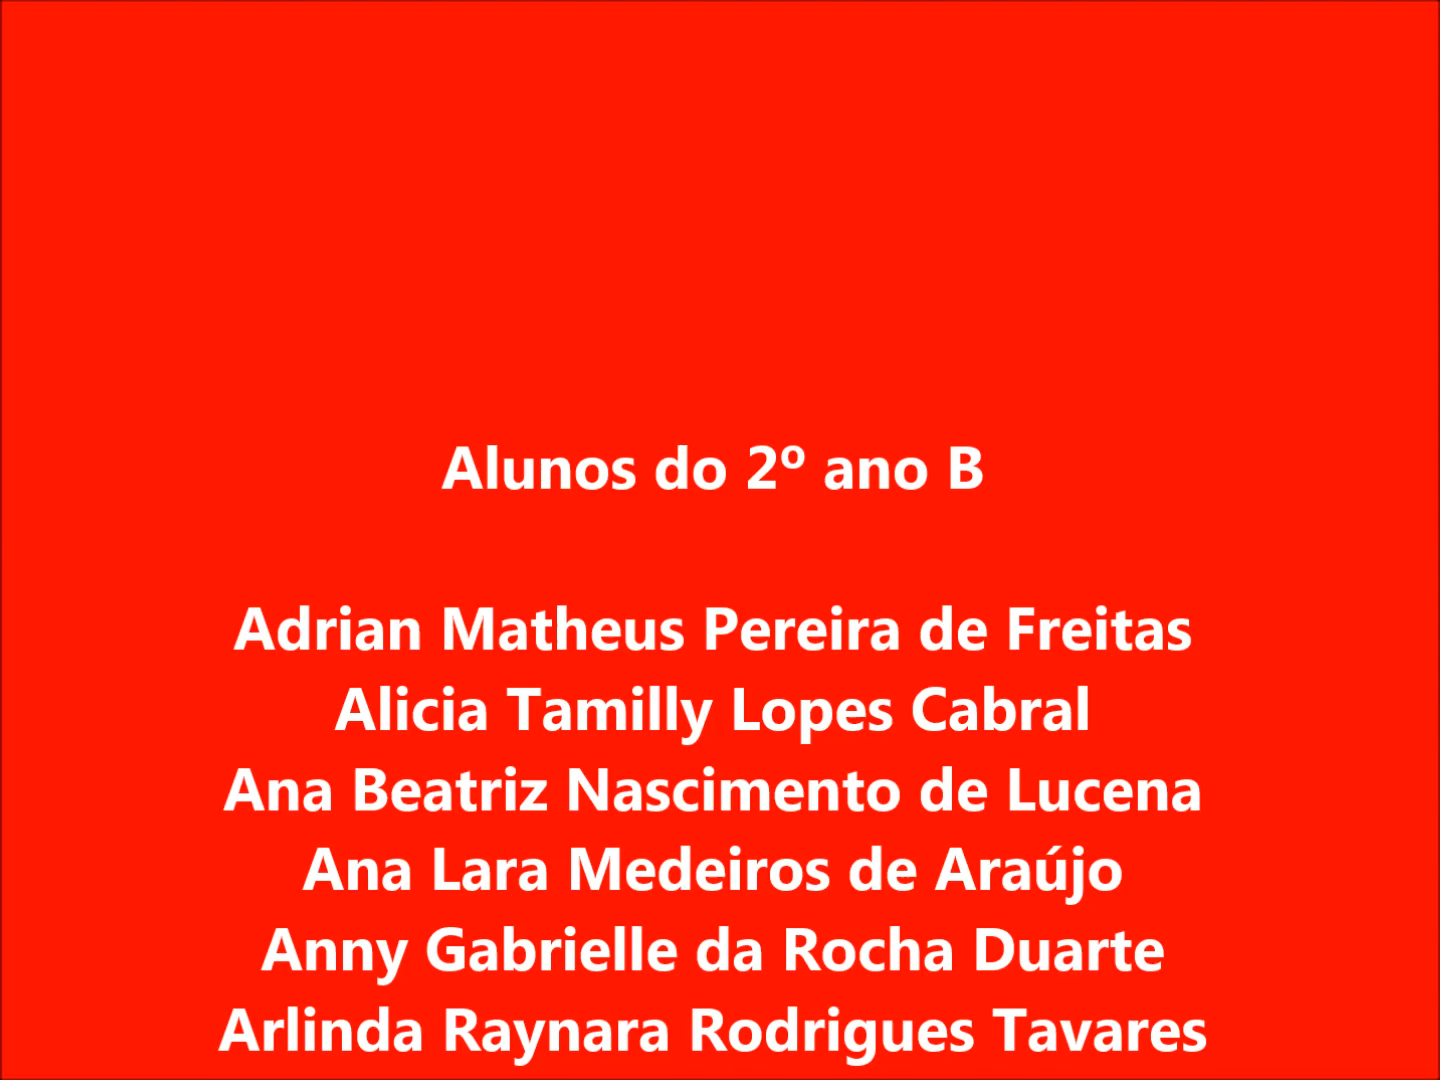 Alunos do 2º ano B
Adrian Matheus Pereira de Freitas
Alicia Tamilly Lopes Cabral
Ana Beatriz Nascimento de Lucena
Ana Lara Medeiros de Araújo
Anny Gabrielle da Rocha Duarte
Arlinda Raynara Rodrigues Tavares